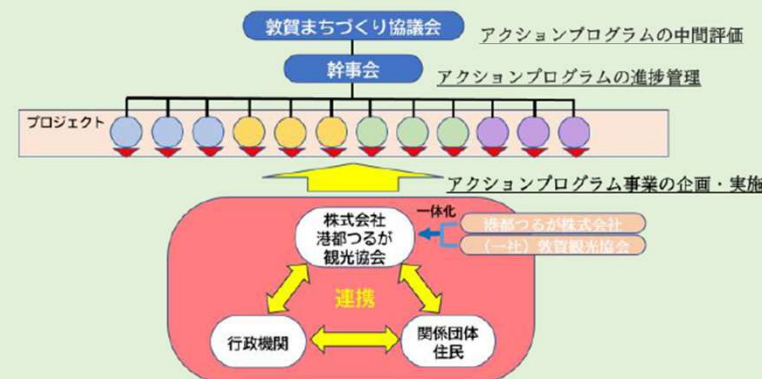 敦賀まちづくり協議会
アクションプログラムの中間評価
幹事会
アクションプログラムの進捗管理
プロジェクト
アクションプログラム事業の企画・実施
株式会社
港都つるが
観光協会
一体化
港都つるが株式会社
（一社）敦賀観光協会
連携
行政機関
関係団体
住民